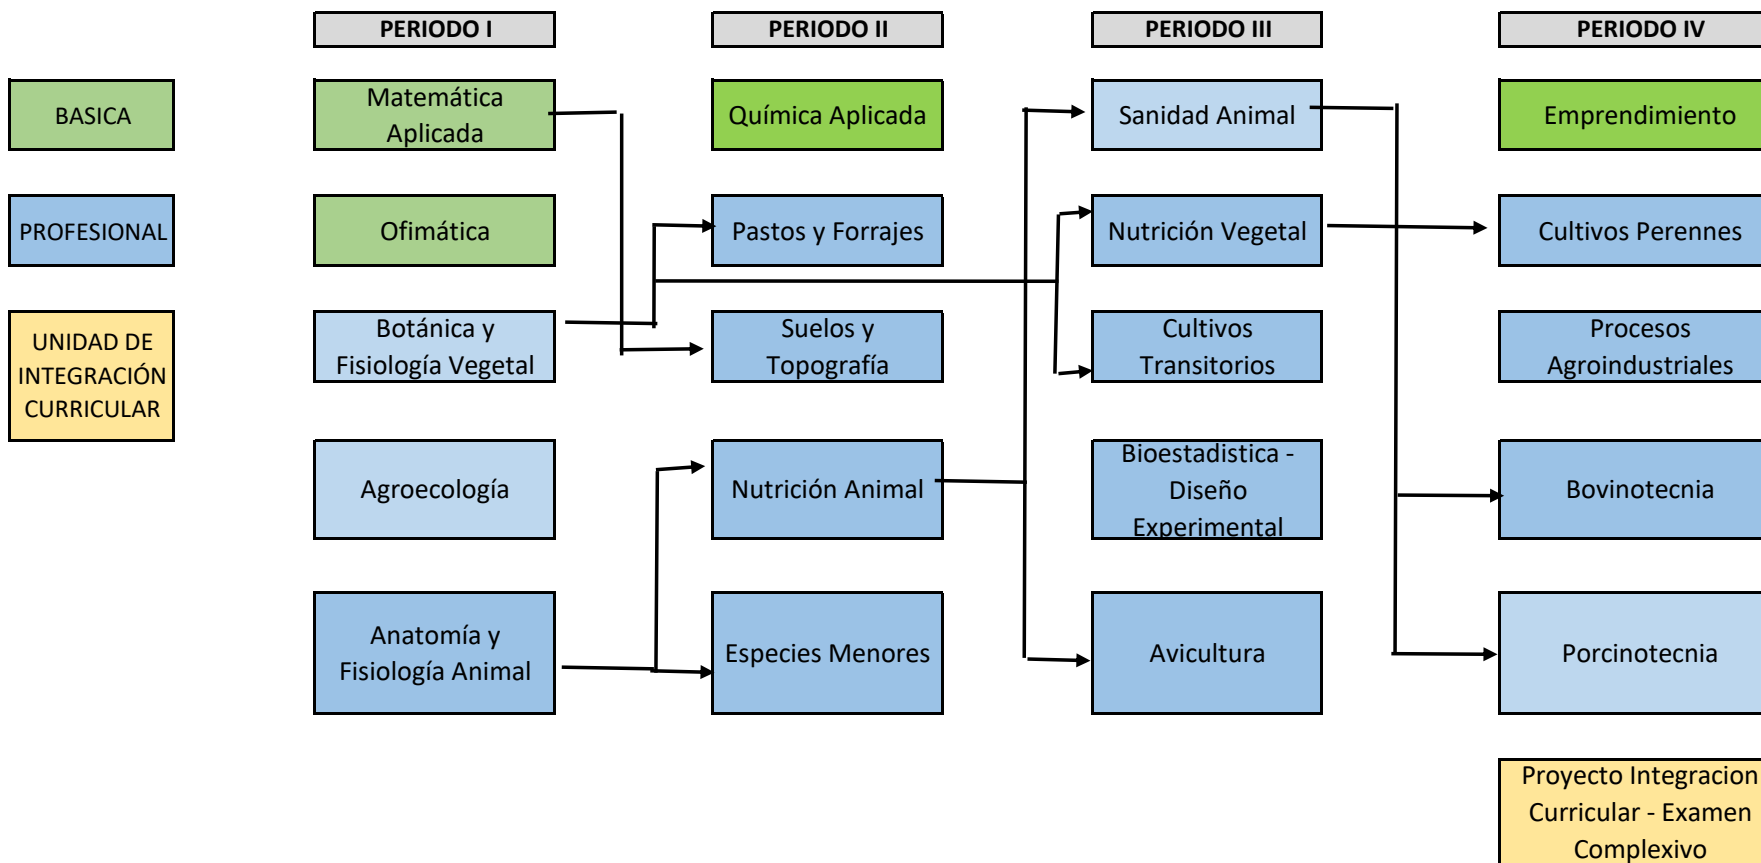 PERIODO I
PERIODO II
PERIODO III
PERIODO IV
BASICA
Matemática
Aplicada
Química Aplicada
Sanidad Animal
Emprendimiento
PROFESIONAL
Ofimática
Pastos y Forrajes
Nutrición Vegetal
Cultivos Perennes
UNIDAD DE
INTEGRACIÓN
CURRICULAR
Botánica y
Fisiología Vegetal
Suelos y
Topografía
Cultivos
Transitorios
Procesos
Agroindustriales
Agroecología
Nutrición Animal
Bioestadistica -
Diseño
Experimental
Bovinotecnia
Anatomía y
Fisiología Animal
Especies Menores
Avicultura
Porcinotecnia
Proyecto Integracion
Curricular - Examen
Complexivo